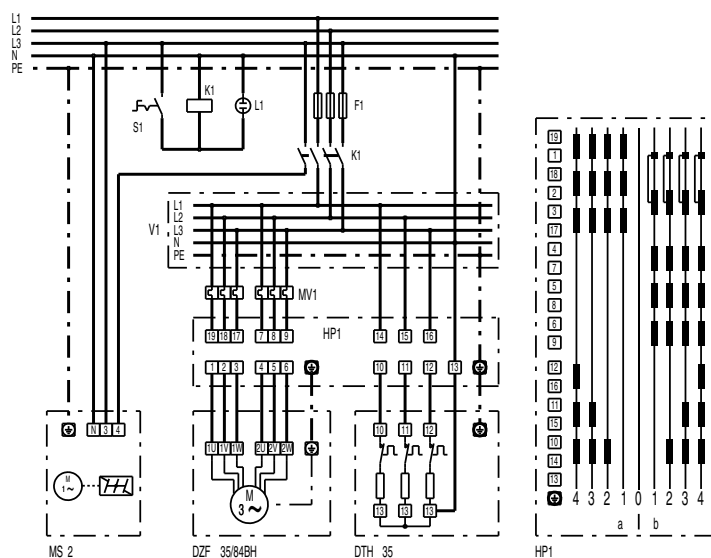 L1
L2
L3
N
PE
K1
S1
L1
F1
K1
V1
L1
L2
L3
N
PE
MV1
HP1
19 18 17 7 8 9 14 15 16
1 2 3 4 5 6 10 11 12 13
N 3 4
M
1~
MS 2
1U 1V 1W 2U 2V 2W
M
3~
DZF 35/84BH
10 11 12
13 13 13
DTH 35
19
1
18
2
3
17
4
7
5
8
6
9
12
16
11
15
10
14
13
4 3 2 1 0 1 2 3 4
a b
HP1